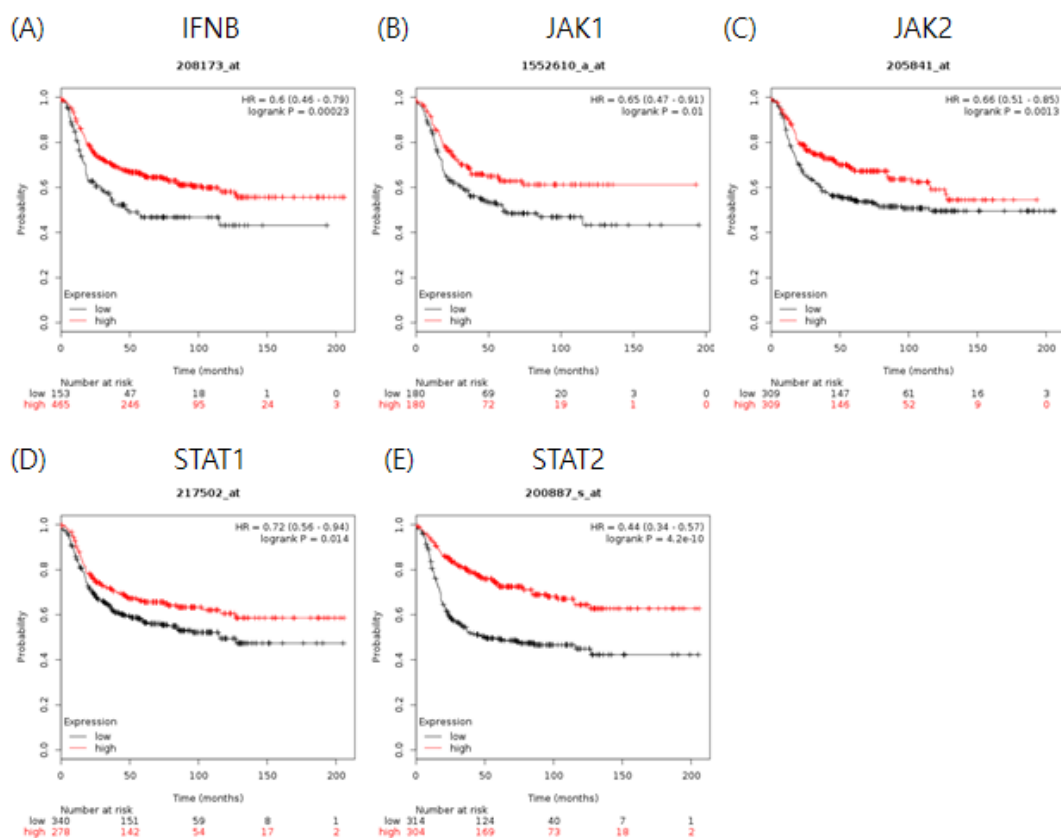 (A) IFNB
208173_at
HR = 0.6 (0.46 - 0.79)
logrank P = 0.00023
Probability
1.0
0.8
0.6
0.4
0.2
0.0
Expression
low
high
0 50 100 150 200
Time (months)
Number at risk
low 153 47 18 1 0
high 465 246 95 24 3
(B) JAK1
1552610_a_at
HR = 0.65 (0.47 - 0.91)
logrank P = 0.01
Probability
1.0
0.8
0.6
0.4
0.2
0.0
Expression
low
high
0 50 100 150 200
Time (months)
Number at risk
low 180 69 20 3 0
high 180 72 19 1 0
(C) JAK2
205841_at
HR = 0.66 (0.51 - 0.85)
logrank P = 0.0013
Probability
1.0
0.8
0.6
0.4
0.2
0.0
Expression
low
high
0 50 100 150 200
Time (months)
Number at risk
low 309 147 61 16 3
high 309 146 52 9 0
(D) STAT1
217502_at
HR = 0.72 (0.56 - 0.94)
logrank P = 0.014
Probability
1.0
0.8
0.6
0.4
0.2
0.0
Expression
low
high
0 50 100 150 200
Time (months)
Number at risk
low 340 151 59 8 1
high 278 142 54 17 2
(E) STAT2
200887_s_at
HR = 0.44 (0.34 - 0.57)
logrank P = 4.2e-10
Probability
1.0
0.8
0.6
0.4
0.2
0.0
Expression
low
high
0 50 100 150 200
Time (months)
Number at risk
low 314 124 40 7 1
high 304 169 73 18 2